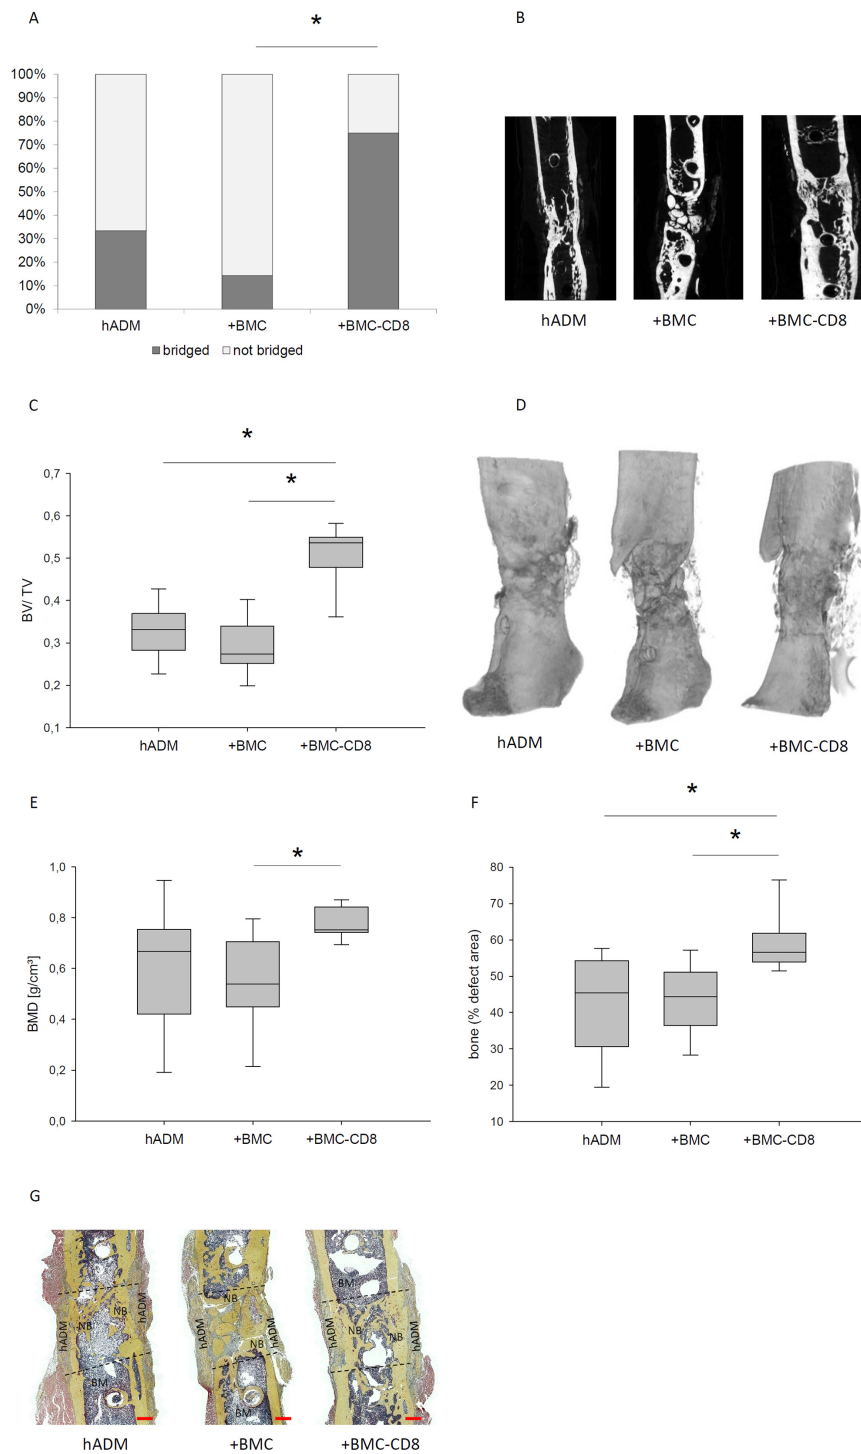 A
*
100%
90%
80%
70%
60%
50%
40%
30%
20%
10%
0%
hADM
+BMC
+BMC-CD8
bridged
not bridged
B
hADM
+BMC
+BMC-CD8
C
*
*
BV/ TV
0,7
0,6
0,5
0,4
0,3
0,2
0,1
hADM
+BMC
+BMC-CD8
D
hADM
+BMC
+BMC-CD8
E
*
BMD [g/cm³]
1,0
0,8
0,6
0,4
0,2
0,0
hADM
+BMC
+BMC-CD8
F
*
*
bone (% defect area)
80
70
60
50
40
30
20
10
hADM
+BMC
+BMC-CD8
G
hADM
NB
NB
hADM
BM
hADM
NB
NB
hADM
BM
BM
hADM
NB
NB
hADM
hADM
+BMC
+BMC-CD8